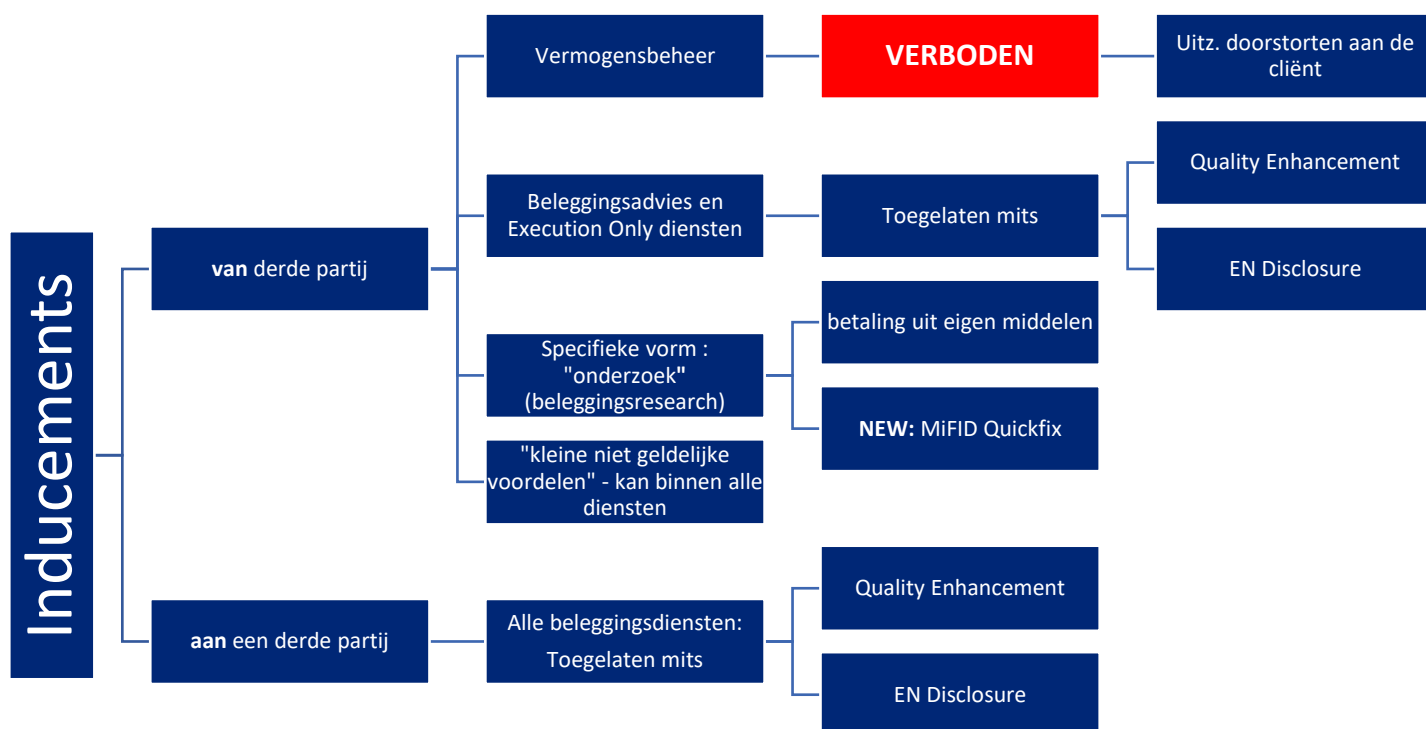 Inducements
van derde partij
Vermogensbeheer
VERBODEN
Uitz. doorstorten aan de
cliënt
Beleggingsadvies en
Execution Only diensten
Toegelaten mits
Quality Enhancement
EN Disclosure
Specifieke vorm :
"onderzoek"
(beleggingsresearch)
betaling uit eigen middelen
NEW: MiFID Quickfix
"kleine niet geldelijke
voordelen" - kan binnen alle
diensten
aan een derde partij
Alle beleggingsdiensten:
Toegelaten mits
Quality Enhancement
EN Disclosure